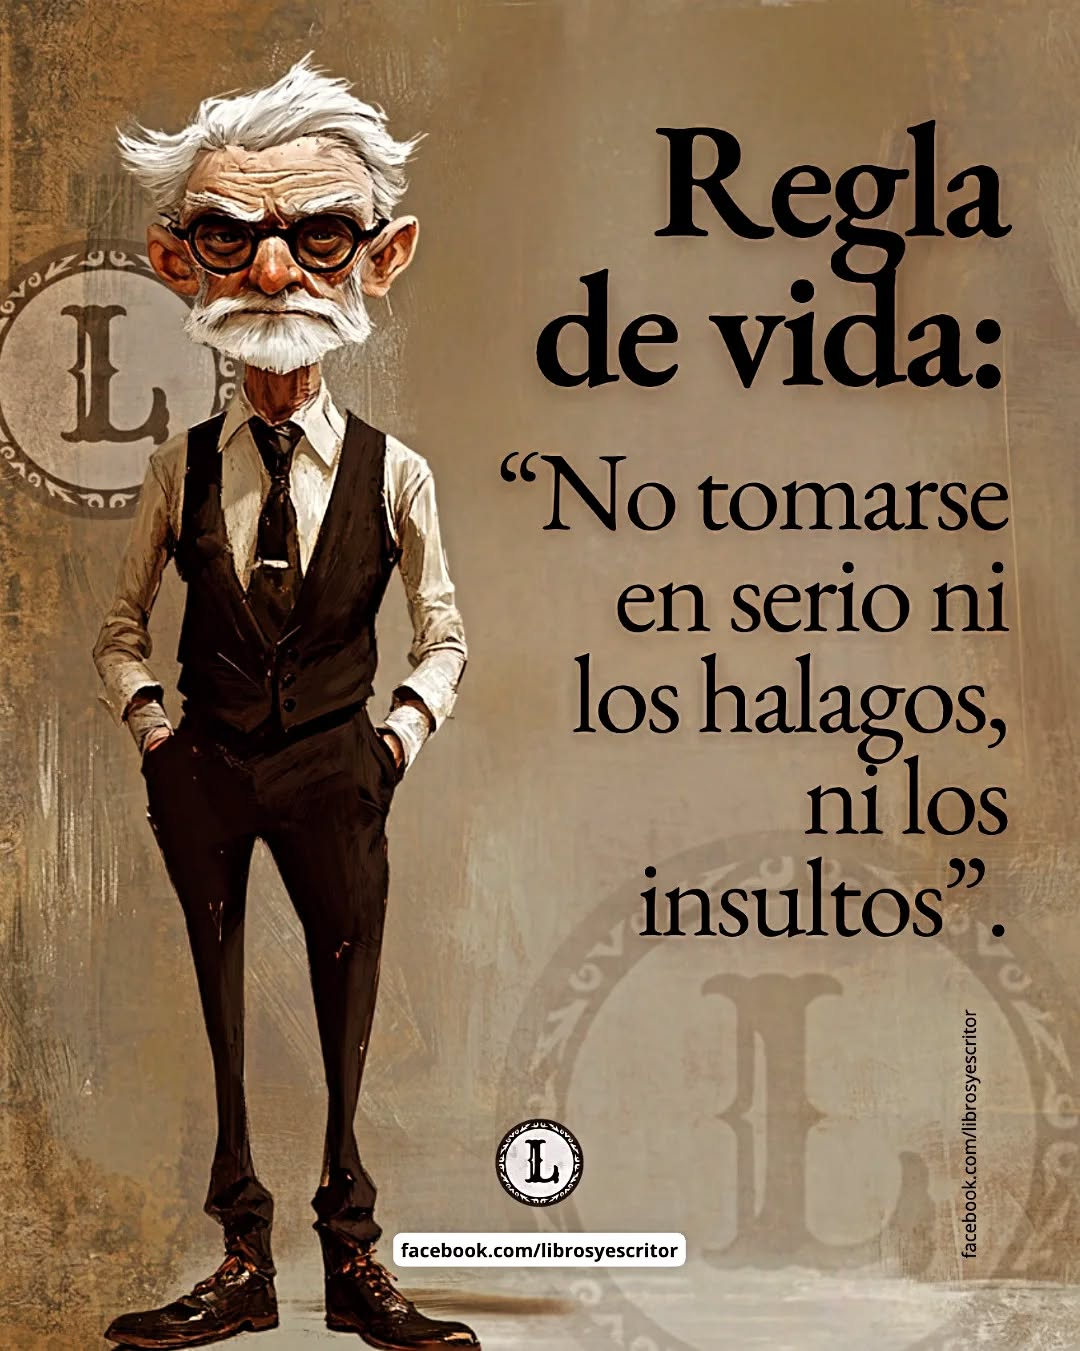 Regla
de vida:
“No tomarse
en serio ni
los halagos,
ni los
insultos”.
L
L
L
facebook.com/librosyescritor
facebook.com/librosyescritor